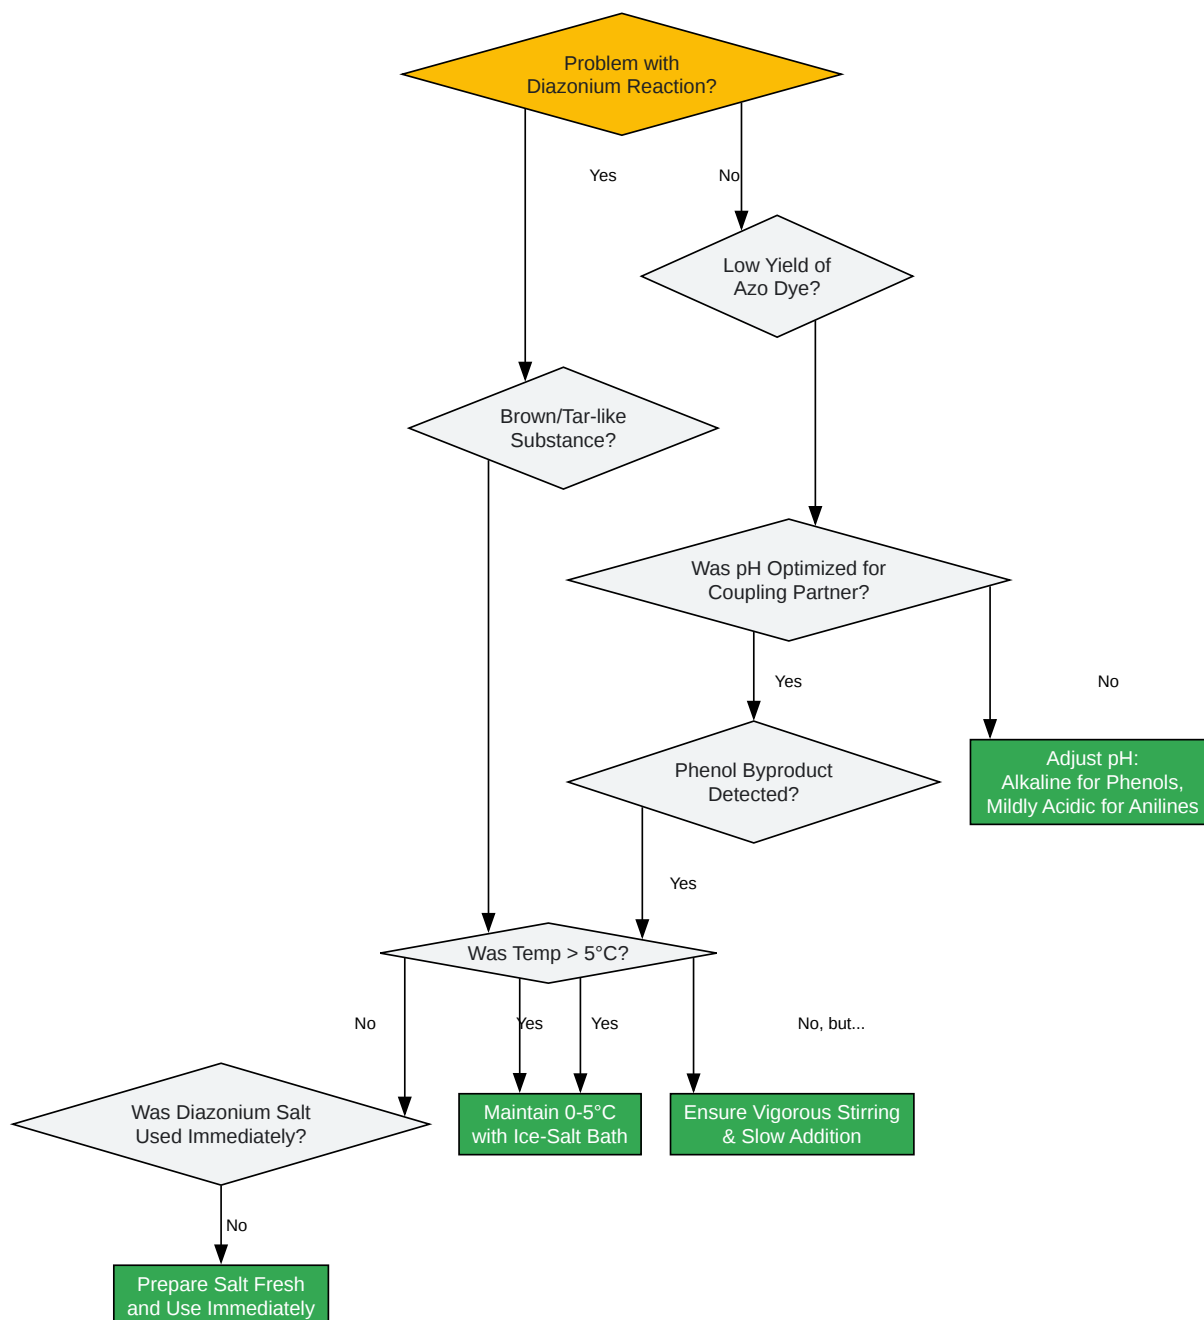 Problem with
Diazonium Reaction?
Yes
No
Low Yield of
Azo Dye?
Brown/Tar-like
Substance?
Was pH Optimized for
Coupling Partner?
Yes
No
Phenol Byproduct
Detected?
Adjust pH:
Alkaline for Phenols,
Mildly Acidic for Anilines
Yes
Was Temp > 5°C?
No
Yes
Yes
No, but...
Was Diazonium Salt
Used Immediately?
Maintain 0-5°C
with Ice-Salt Bath
Ensure Vigorous Stirring
& Slow Addition
No
Prepare Salt Fresh
and Use Immediately